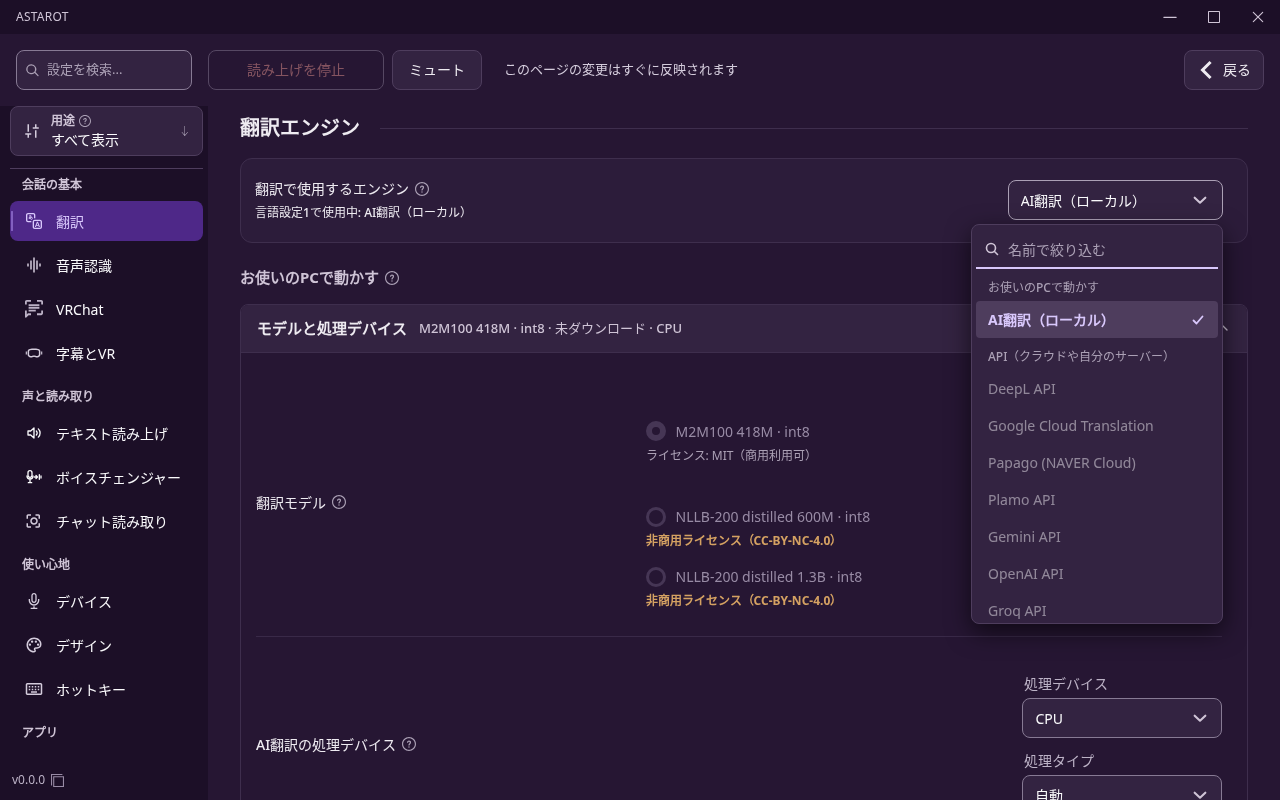 ASTAROT
設定を検索...
読み上げを停止
ミュート
このページの変更はすぐに反映されます
戻る
用途
すべて表示
会話の基本
翻訳
音声認識
VRChat
字幕とVR
声と読み取り
テキスト読み上げ
ボイスチェンジャー
チャット読み取り
使い心地
デバイス
デザイン
ホットキー
アプリ
v0.0.0
翻訳エンジン
翻訳で使用するエンジン
言語設定1で使用中: AI翻訳（ローカル）
AI翻訳（ローカル）
名前で絞り込む
お使いのPCで動かす
AI翻訳（ローカル）
API（クラウドや自分のサーバー）
DeepL API
Google Cloud Translation
Papago (NAVER Cloud)
Plamo API
Gemini API
OpenAI API
Groq API
お使いのPCで動かす
モデルと処理デバイス M2M100 418M · int8 · 未ダウンロード · CPU
翻訳モデル
M2M100 418M · int8
ライセンス: MIT（商用利用可）
NLLB-200 distilled 600M · int8
非商用ライセンス（CC-BY-NC-4.0）
NLLB-200 distilled 1.3B · int8
非商用ライセンス（CC-BY-NC-4.0）
AI翻訳の処理デバイス
処理デバイス
CPU
処理タイプ
自動